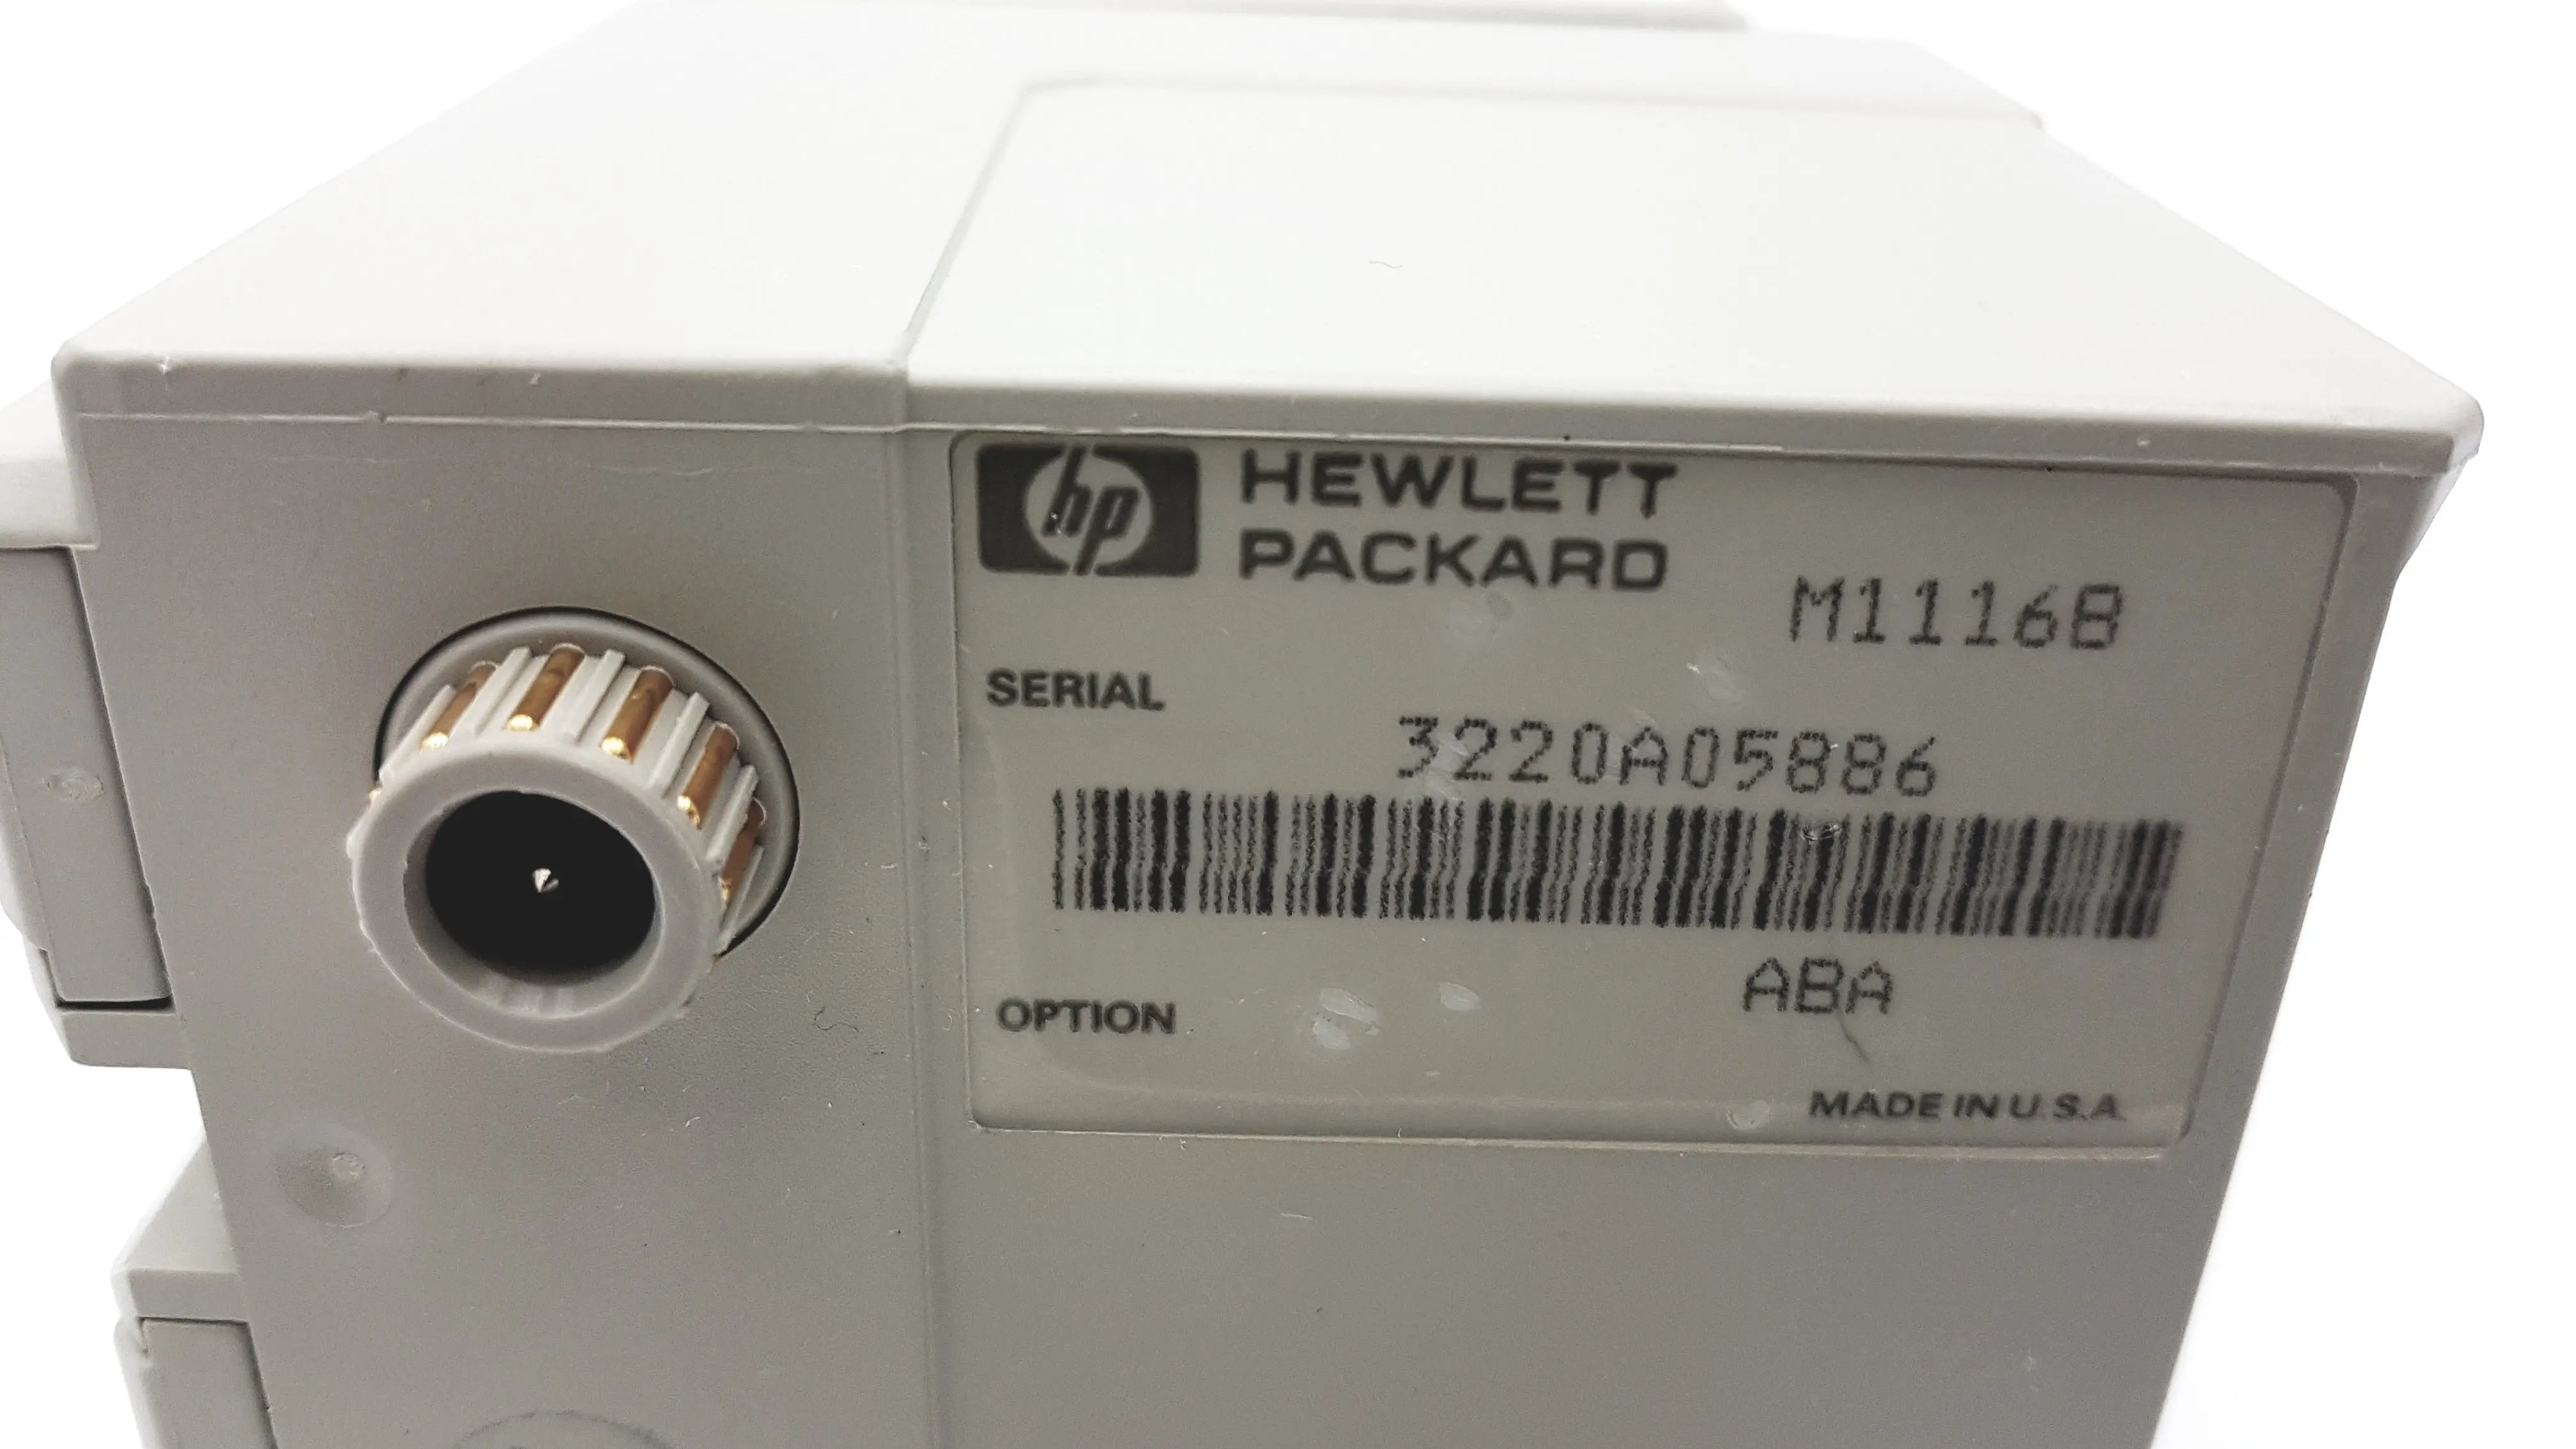 hp HEWLETT
PACKARD
M1116B
SERIAL
3220A05886
ABA
OPTION
MADE IN U.S.A.